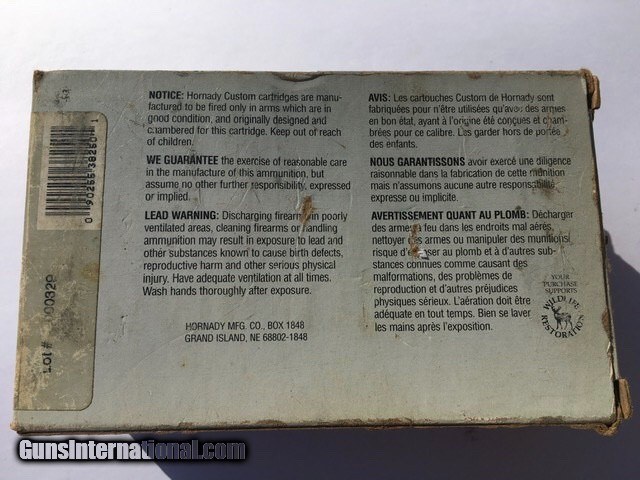 NOTICE: Hornady Custom cartridges are manu-
factured to be fired only in arms which are in
good condition, and originally designed and
chambered for this cartridge. Keep out of reach
of children.
WE GUARANTEE the exercise of reasonable care
in the manufacture of this ammunition, but
assume no other further responsibility, expressed
or implied.
LEAD WARNING: Discharging firearms in poorly
ventilated areas, cleaning firearms or handling
ammunition may result in exposure to lead and
other substances known to cause birth defects,
reproductive harm and other serious physical
injury. Have adequate ventilation at all times.
Wash hands thoroughly after exposure.
HORNADY MFG. CO., BOX 1848
GRAND ISLAND, NE 68802-1848
AVIS: Les cartouches Custom de Hornady sont
fabriquées pour n'être utilisées qu'avec des armes
en bon état, ayant à l'origine été conçues et cham-
brées pour ce calibre. Les garder hors de portée
des enfants.
NOUS GARANTISSONS avoir exercé une diligence
raisonnable dans la fabrication de cette munition
mais n'assumons aucune autre responsabilité,
expresse ou implicite.
AVERTISSEMENT QUANT AU PLOMB: Décharger
des armes à feu dans les endroits mal aérés,
nettoyer des armes ou manipuler des munitions
risque d'exposer au plomb et à d'autres sub-
stances connues comme causant des
malformations, des problèmes de
reproduction et d'autres préjudices
physiques sérieux. L'aération doit être
adéquate en tout temps. Bien se laver
les mains après l'exposition.
YOUR
PURCHASE
SUPPORTS
WILDLIFE
RESTORATION
0 90255 38250 1
Lot #
GunsInternational.com